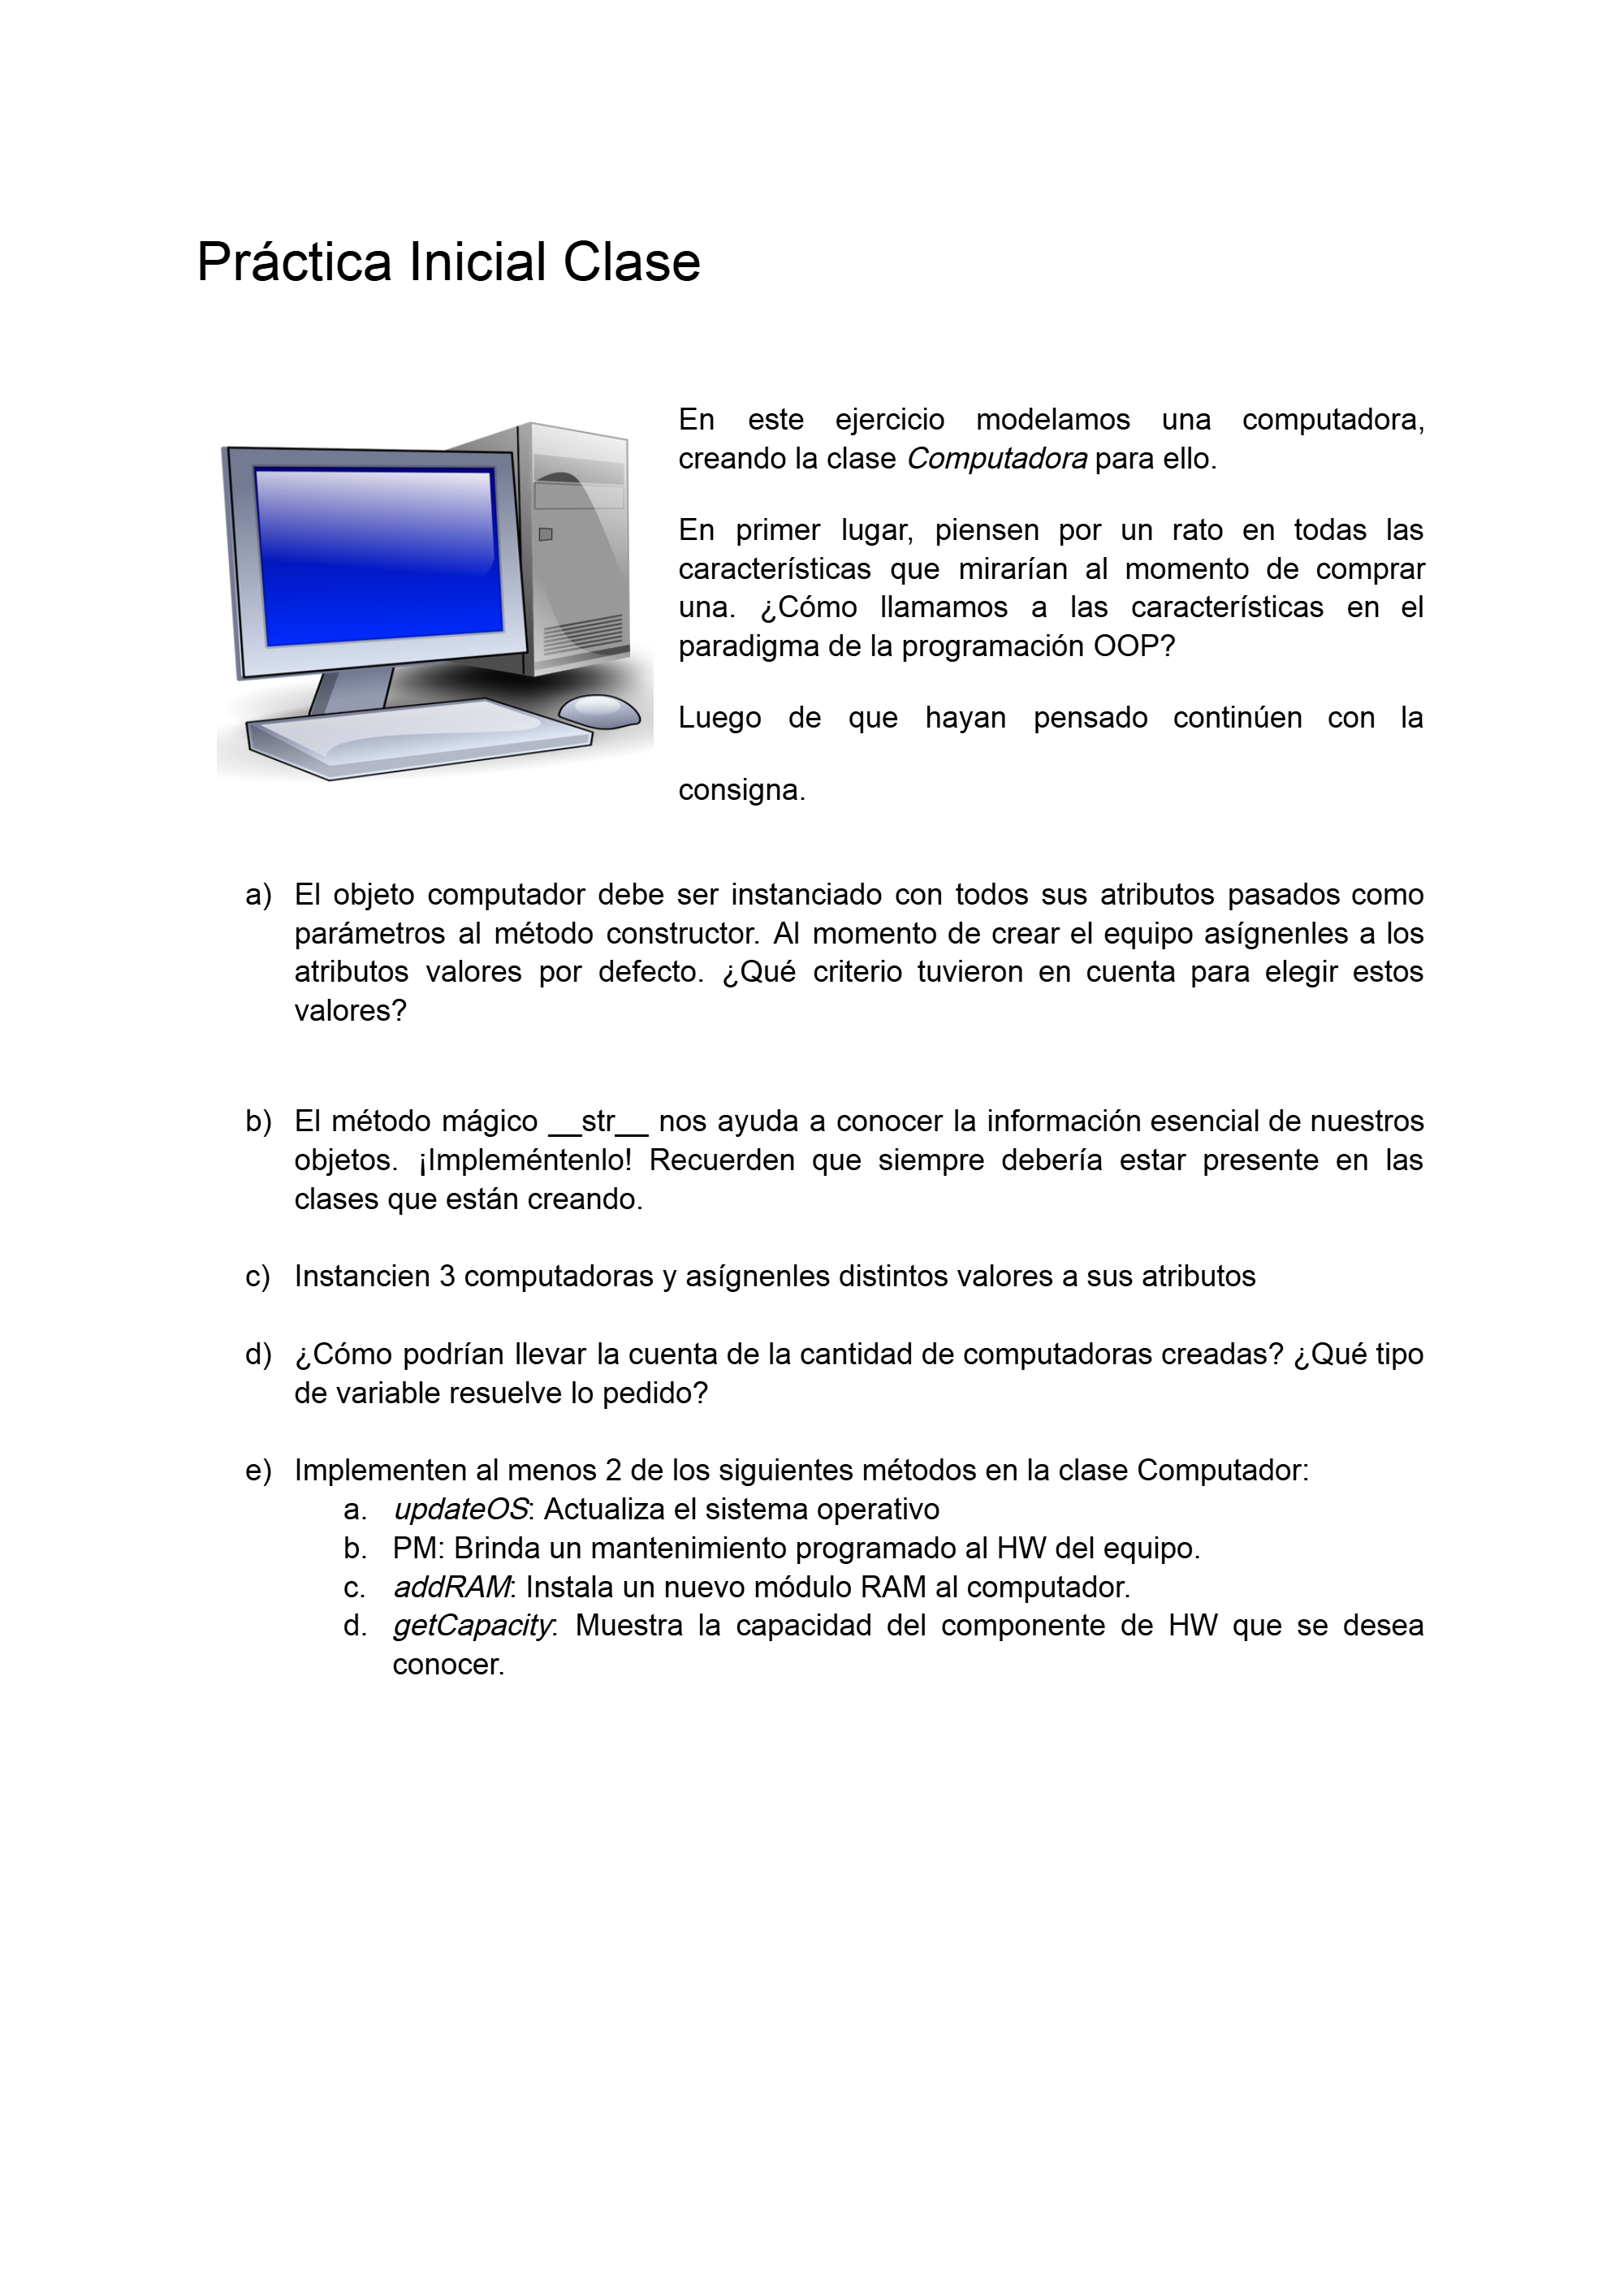 Práctica Inicial Clase
En este ejercicio modelamos una computadora,
creando la clase Computadora para ello.
En primer lugar, piensen por un rato en todas las
características que mirarían al momento de comprar
una. ¿Cómo llamamos a las características en el
paradigma de la programación OOP?
Luego de que hayan pensado continúen con la
consigna.
a) El objeto computador debe ser instanciado con todos sus atributos pasados como
parámetros al método constructor. Al momento de crear el equipo asígnenles a los
atributos valores por defecto. ¿Qué criterio tuvieron en cuenta para elegir estos
valores?
b) El método mágico __str__ nos ayuda a conocer la información esencial de nuestros
objetos. ¡Impleméntenlo! Recuerden que siempre debería estar presente en las
clases que están creando.
c) Instancien 3 computadoras y asígnenles distintos valores a sus atributos
d) ¿Cómo podrían llevar la cuenta de la cantidad de computadoras creadas? ¿Qué tipo
de variable resuelve lo pedido?
e) Implementen al menos 2 de los siguientes métodos en la clase Computador:
a. updateOS: Actualiza el sistema operativo
b. PM: Brinda un mantenimiento programado al HW del equipo.
c. addRAM: Instala un nuevo módulo RAM al computador.
d. getCapacity: Muestra la capacidad del componente de HW que se desea
conocer.